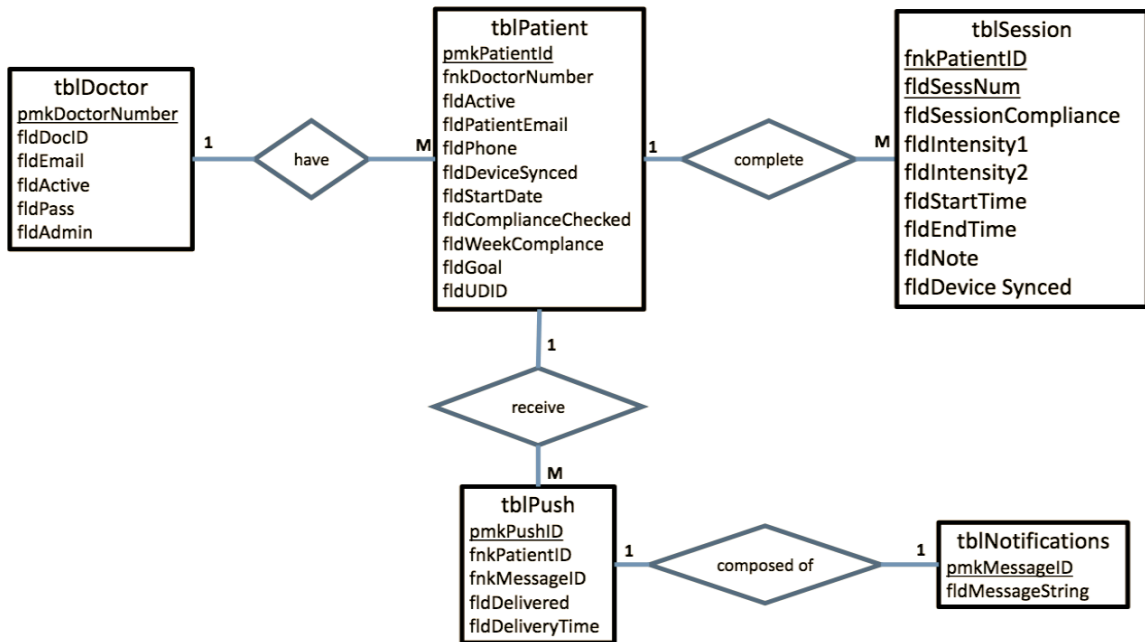 tblDoctor
pmkDoctorNumber
fldDocID
fldEmail
fldActive
fldPass
fldAdmin
1
have
M
tblPatient
pmkPatientId
fnkDoctorNumber
fldActive
fldPatientEmail
fldPhone
fldDeviceSynced
fldStartDate
fldComplianceChecked
fldWeekComplance
fldGoal
fldUDID
1
complete
M
tblSession
fnkPatientID
fldSessNum
fldSessionCompliance
fldIntensity1
fldIntensity2
fldStartTime
fldEndTime
fldNote
fldDevice Synced
1
receive
M
tblPush
pmkPushID
fnkPatientID
fnkMessageID
fldDelivered
fldDeliveryTime
1
composed of
1
tblNotifications
pmkMessageID
fldMessageString